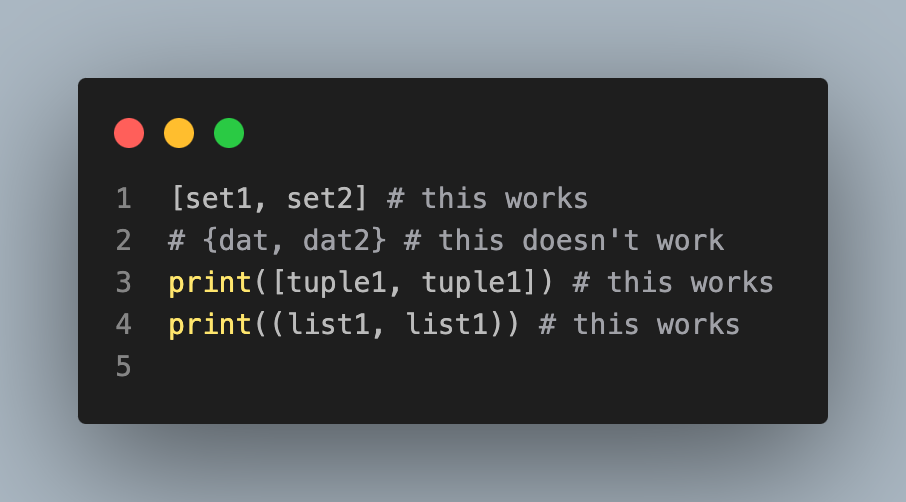 1 [set1, set2] # this works
2 # {dat, dat2} # this doesn't work
3 print([tuple1, tuple1]) # this works
4 print((list1, list1)) # this works
5